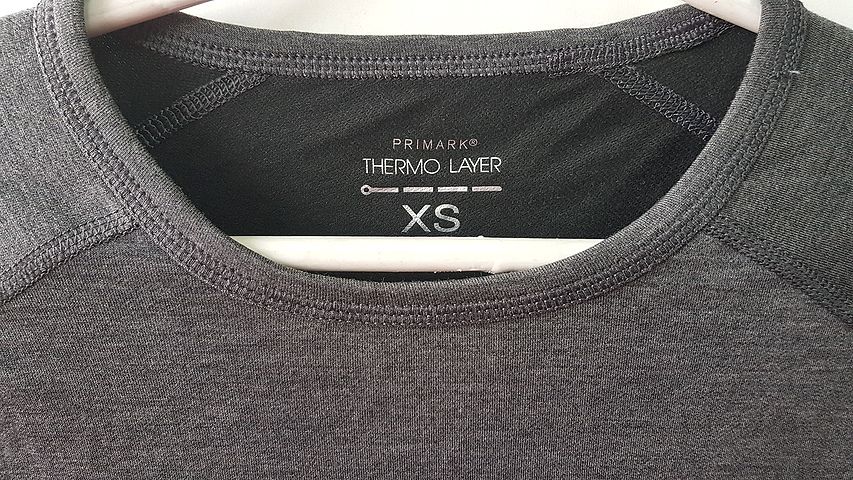 PRIMARK®
THERMO LAYER
XS